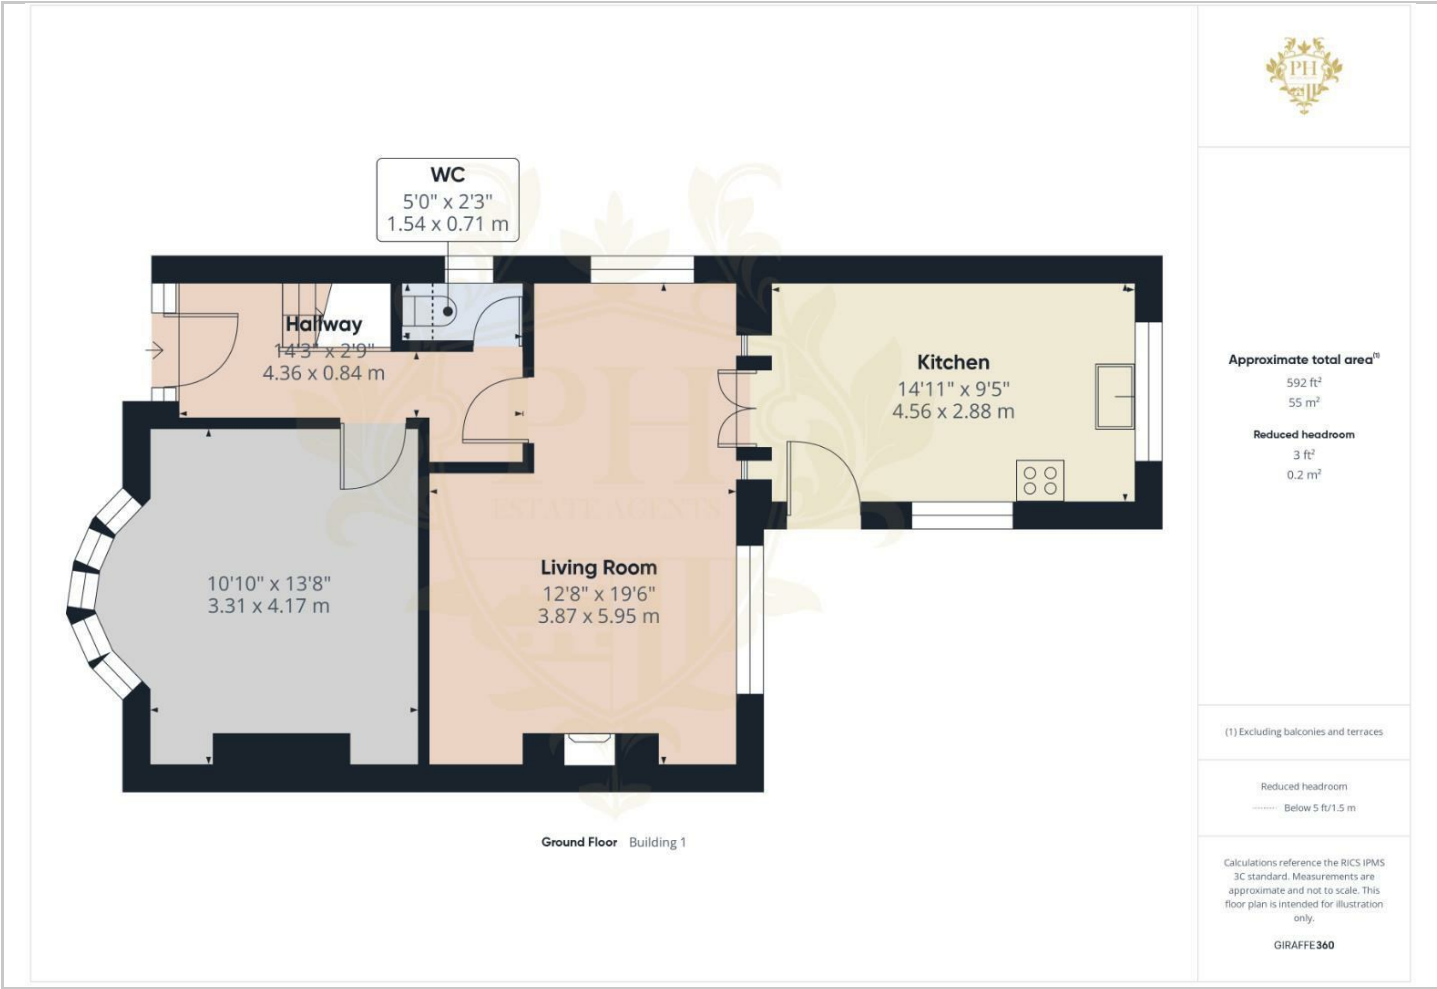 PH
WC
5'0" x 2'3"
1.54 x 0.71 m
Hallway
14'3" x 2'9"
4.36 x 0.84 m
Kitchen
14'11" x 9'5"
4.56 x 2.88 m
10'10" x 13'8"
3.31 x 4.17 m
Living Room
12'8" x 19'6"
3.87 x 5.95 m
PH
ESTATE AGENTS
Ground Floor Building 1
Approximate total area(1)
592 ft²
55 m²
Reduced headroom
3 ft²
0.2 m²
(1) Excluding balconies and terraces
Reduced headroom
Below 5 ft/1.5 m
Calculations reference the RICS IPMS
3C standard. Measurements are
approximate and not to scale. This
floor plan is intended for illustration
only.
GIRAFFE360